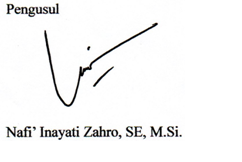 Pengusul
Nafi' Inayati Zahro, SE, M.Si.